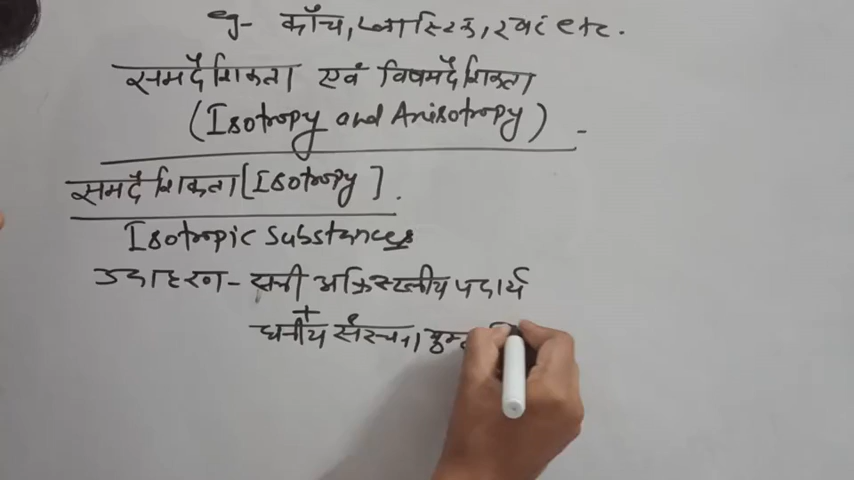 eg- काँच, प्लास्टिक, रबर etc.
समदैशिकता एवं विषमदैशिकता
(Isotropy and Anisotropy) -
समदैशिकता [Isotropy].
Isotropic Substances
उदाहरण- सभी अक्रिस्टलीय पदार्थ
+
घनीय संरचना युक्त